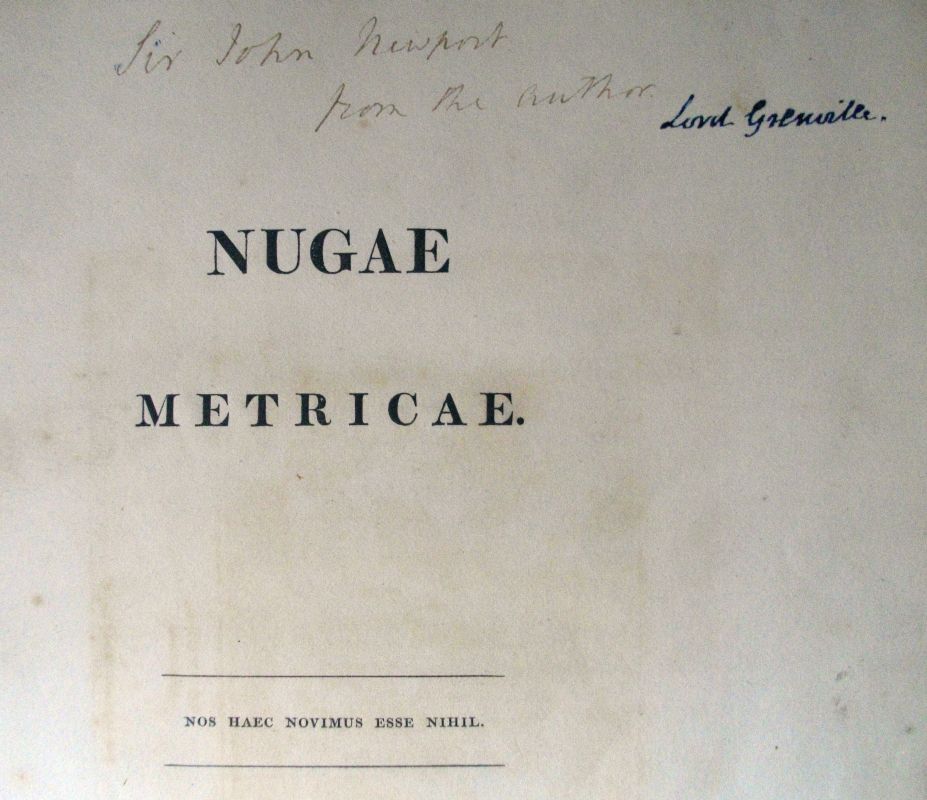 Sir John Newport
from the author.
Lord Grenville.
NUGAE
METRICAE.
NOS HAEC NOVIMUS ESSE NIHIL.